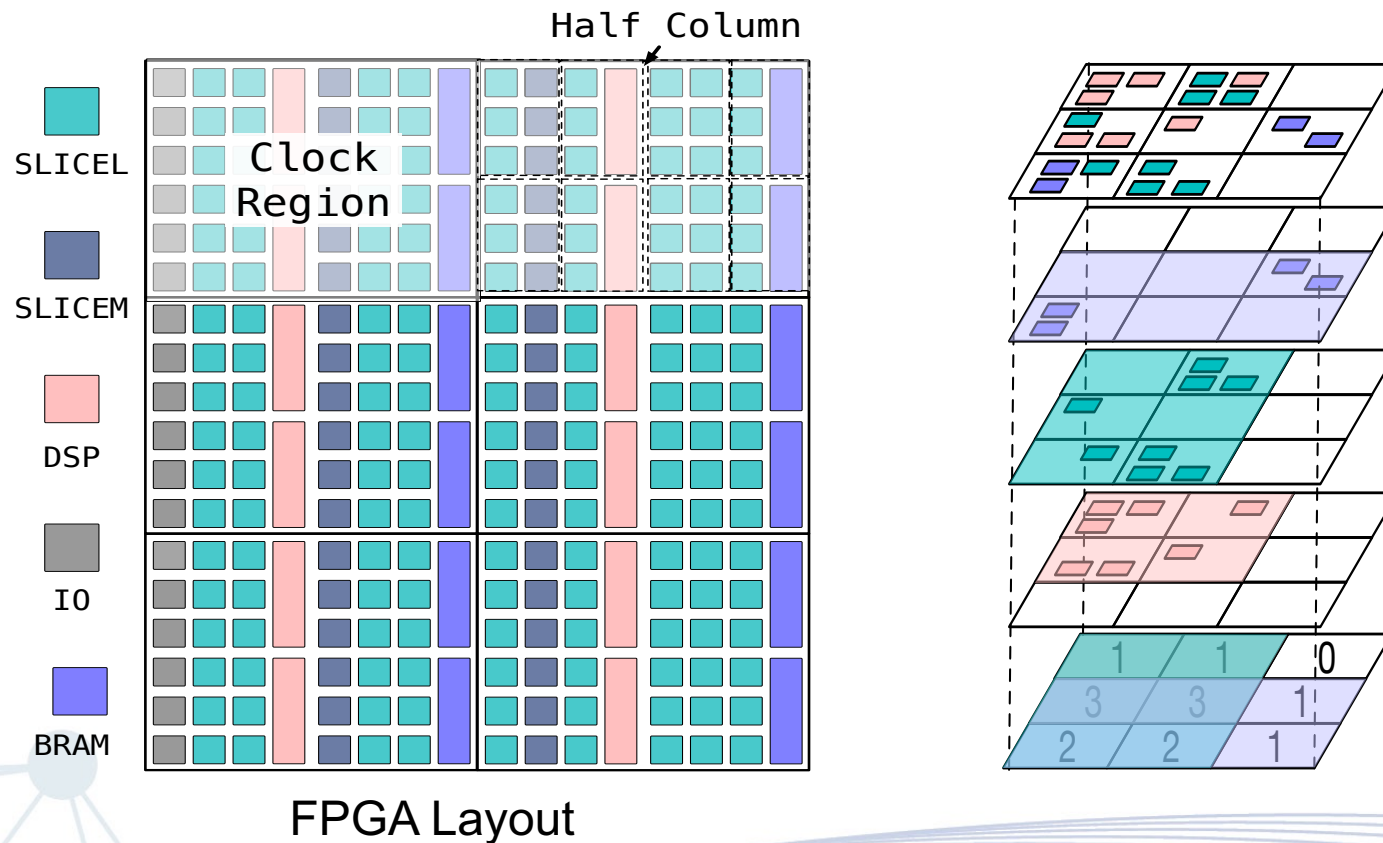 Half Column
SLICEL
SLICEM
DSP
IO
BRAM
Clock
Region
FPGA Layout
1 1 0
3 3 1
2 2 1